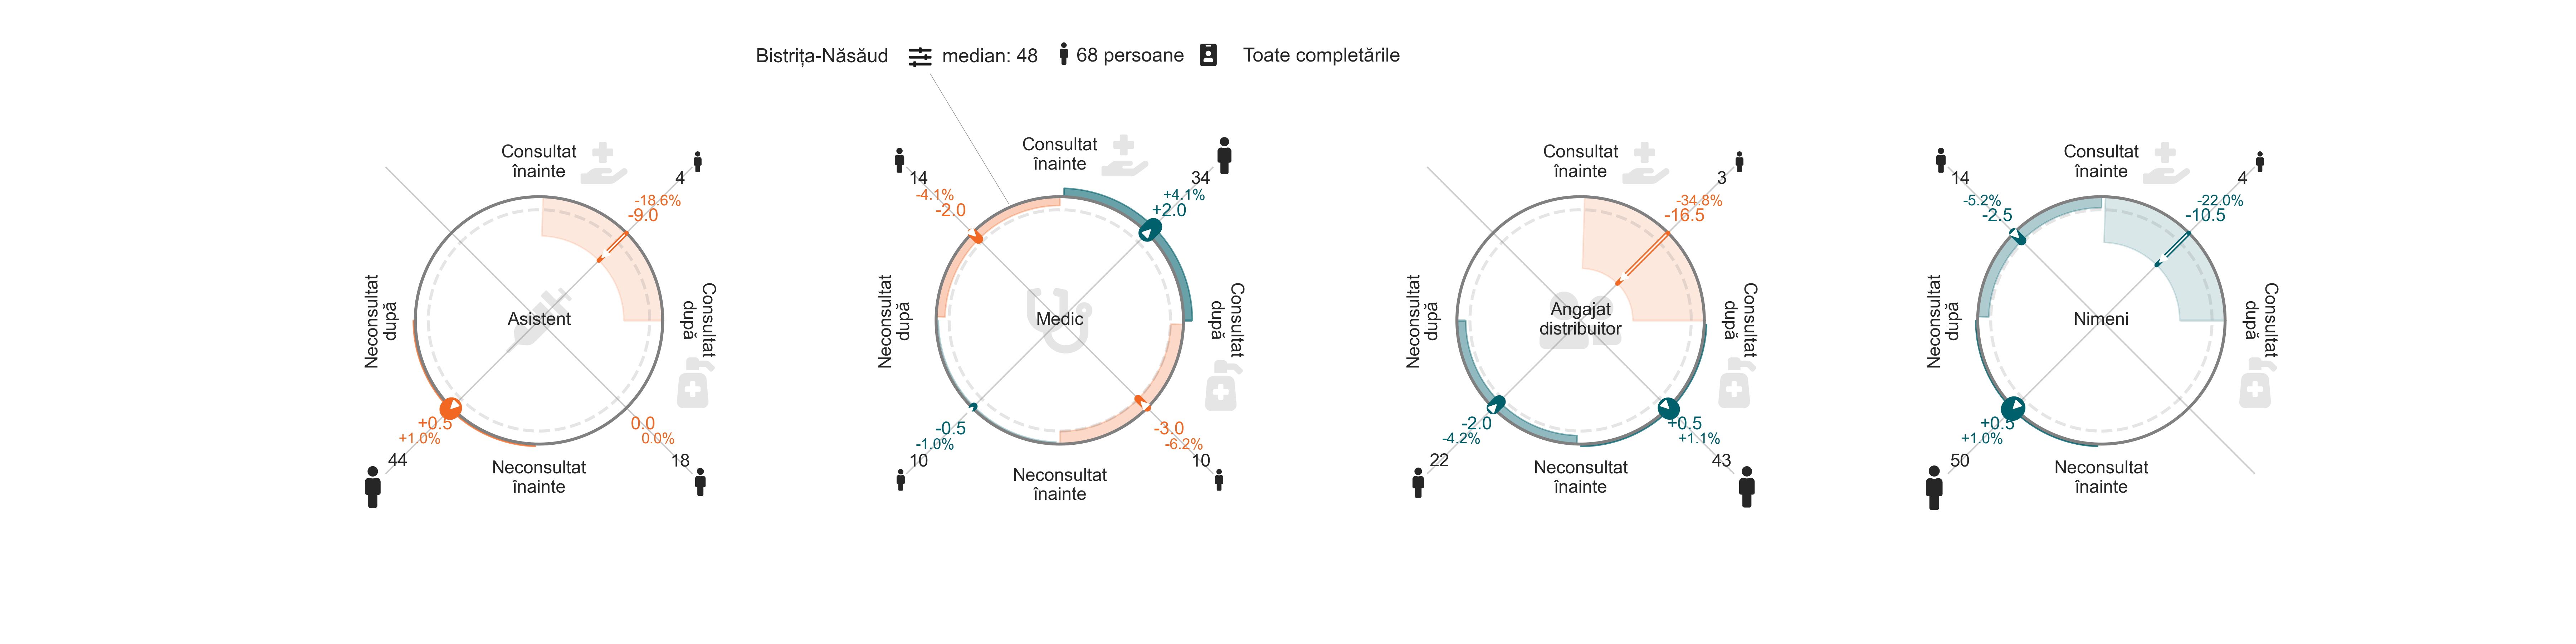 Bistrița-Năsăud median: 48 68 persoane Toate completările
Consultat
înainte
4
-18.6%
-9.0
Neconsultat
după
Asistent
Consultat
după
+0.5
+1.0%
44
0.0
0.0%
18
Neconsultat
înainte
Consultat
înainte
14
-4.1%
-2.0
34
+4.1%
+2.0
Neconsultat
după
Medic
Consultat
după
-0.5
-1.0%
10
-3.0
-6.2%
10
Neconsultat
înainte
Consultat
înainte
3
-34.8%
-16.5
Neconsultat
după
Angajat
distribuitor
Consultat
după
-2.0
-4.2%
22
+0.5
+1.1%
43
Neconsultat
înainte
Consultat
înainte
14
-5.2%
-2.5
4
-22.0%
-10.5
Neconsultat
după
Nimeni
Consultat
după
+0.5
+1.0%
50
Neconsultat
înainte